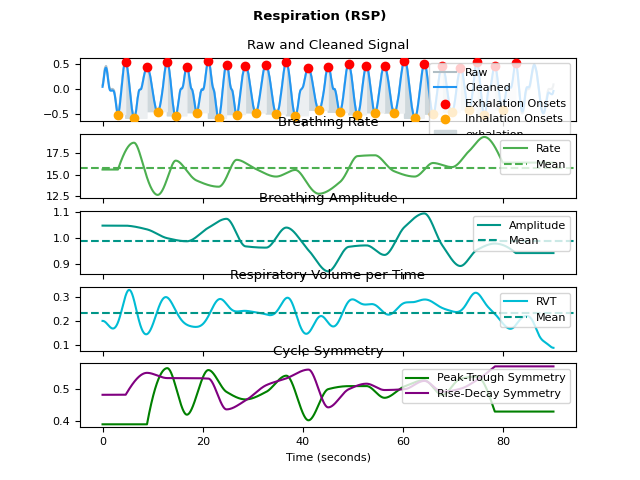 Respiration (RSP)
Raw and Cleaned Signal
0.5
0.0
−0.5
Raw
Cleaned
Exhalation Onsets
Inhalation Onsets
exhalation
Breathing Rate
17.5
15.0
12.5
Rate
Mean
Breathing Amplitude
1.1
1.0
0.9
Amplitude
Mean
Respiratory Volume per Time
0.3
0.2
0.1
RVT
Mean
Cycle Symmetry
0.5
0.4
Peak-Trough Symmetry
Rise-Decay Symmetry
0 20 40 60 80
Time (seconds)